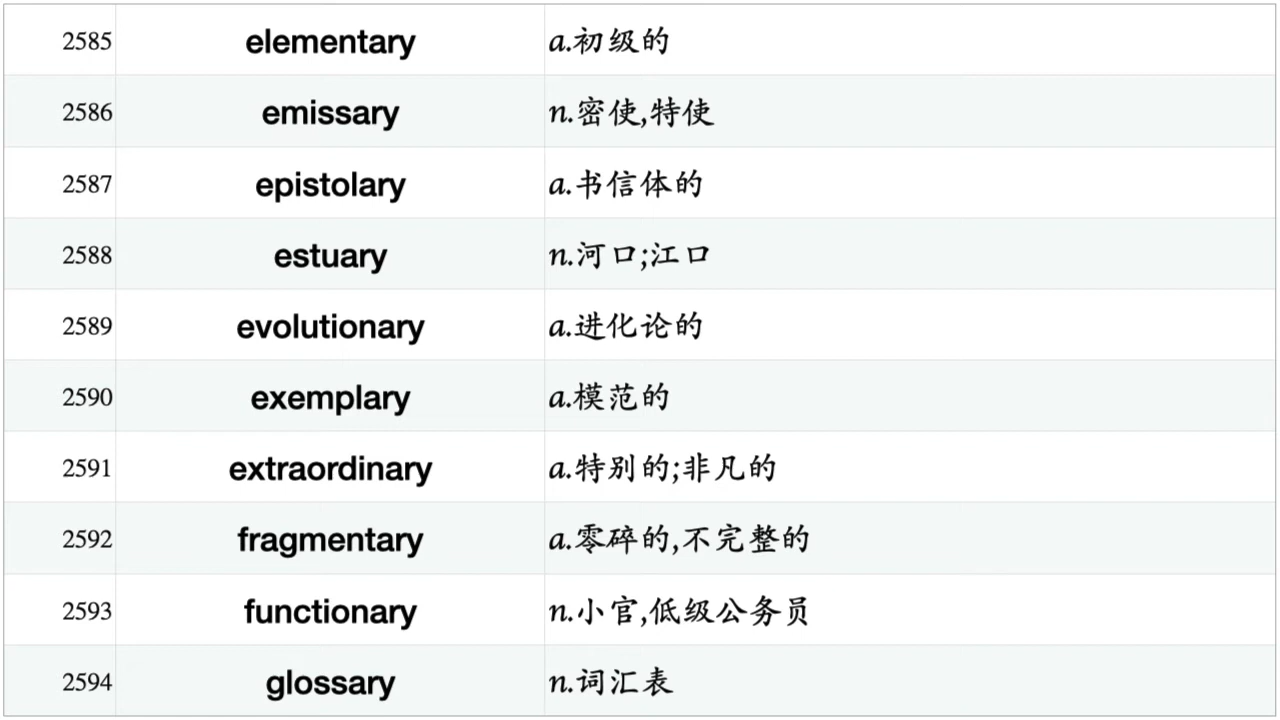 2585 elementary a.初级的
2586 emissary n.密使,特使
2587 epistolary a.书信体的
2588 estuary n.河口;江口
2589 evolutionary a.进化论的
2590 exemplary a.模范的
2591 extraordinary a.特别的;非凡的
2592 fragmentary a.零碎的,不完整的
2593 functionary n.小官,低级公务员
2594 glossary n.词汇表